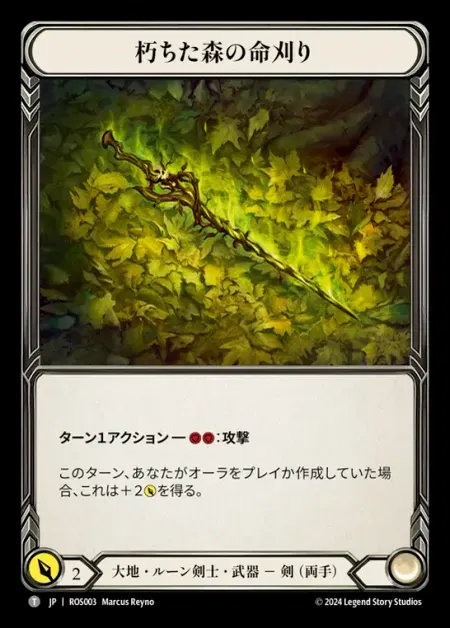 朽ちた森の命刈り
ターン1アクション ー :攻撃
このターン、あなたがオーラをプレイか作成していた場
合、これは+2を得る。
2
大地・ルーン剣士・武器 － 剣 (両手)
T | JP | ROS003 Marcus Reyno
© 2024 Legend Story Studios